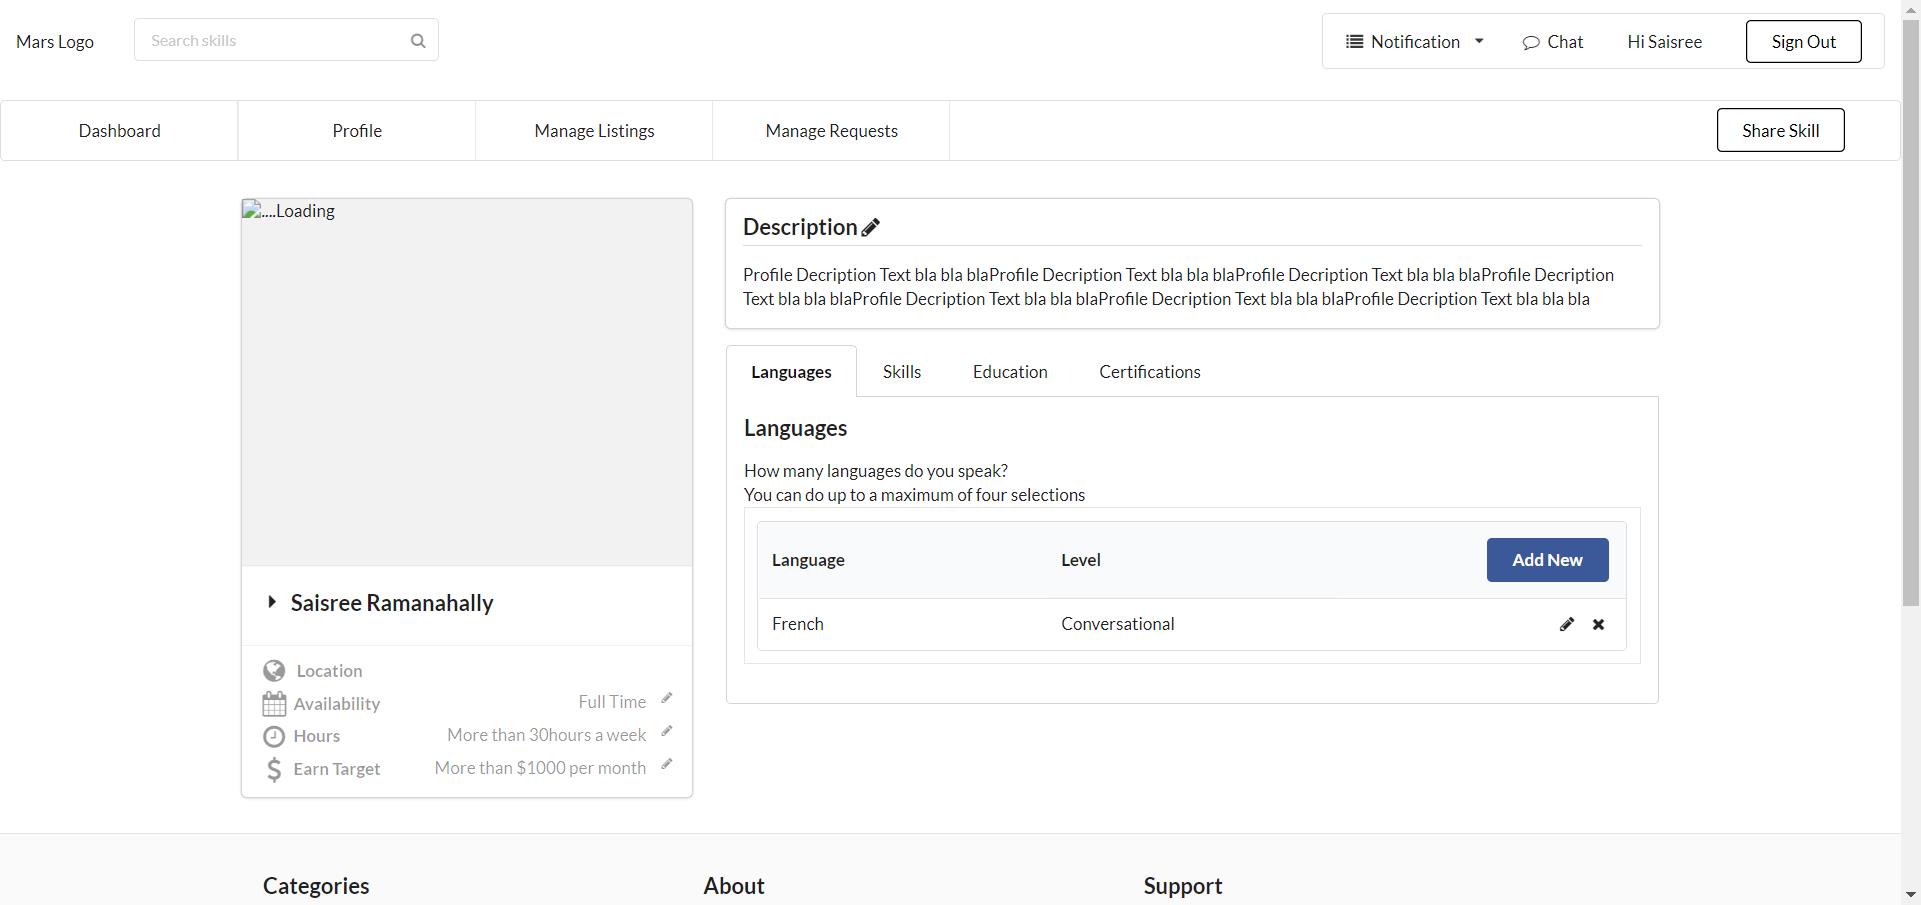 Mars Logo
Search skills
Notification
Chat
Hi Saisree
Sign Out
Dashboard
Profile
Manage Listings
Manage Requests
Share Skill
....Loading
Saisree Ramanahally
Location
Availability
Full Time
Hours
More than 30hours a week
Earn Target
More than $1000 per month
Description
Profile Decription Text bla bla blaProfile Decription Text bla bla blaProfile Decription Text bla bla blaProfile Decription
Text bla bla blaProfile Decription Text bla bla blaProfile Decription Text bla bla blaProfile Decription Text bla bla bla
Languages
Skills
Education
Certifications
Languages
How many languages do you speak?
You can do up to a maximum of four selections
Language
Level
Add New
French
Conversational
Categories
About
Support